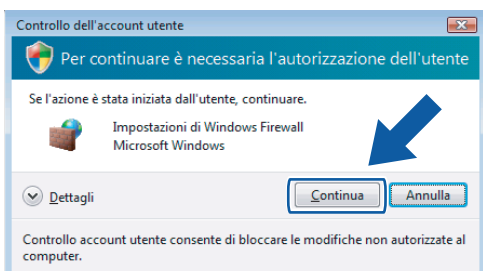 Controllo dell'account utente
Per continuare è necessaria l'autorizzazione dell'utente
Se l'azione è stata iniziata dall'utente, continuare.
Impostazioni di Windows Firewall
Microsoft Windows
Dettagli
Continua
Annulla
Controllo account utente consente di bloccare le modifiche non autorizzate al
computer.